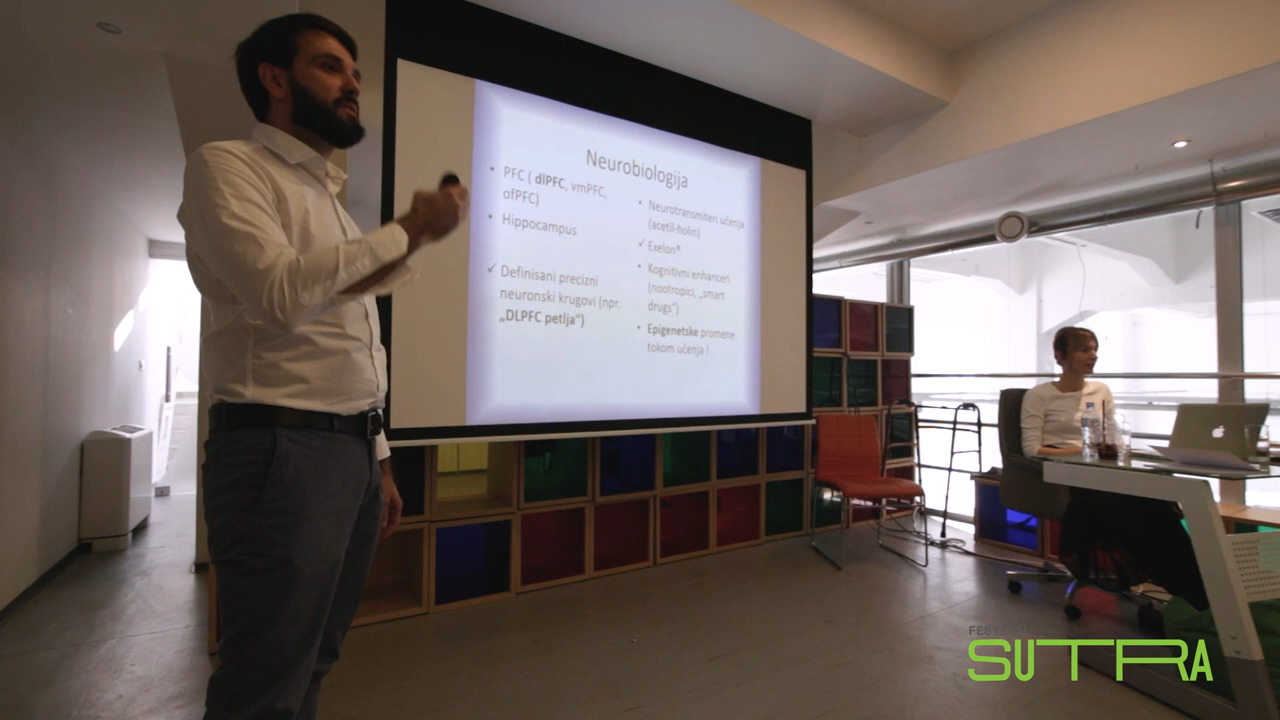 Neurobiologija
• PFC ( dlPFC, vmPFC,
ofPFC)
• Hippocampus
✓ Definisani precizni
neuronski krugovi (npr.
„DLPFC petlja“)
• Neurotransmiteri učenja
(acetil-holin)
✓ Exelon®
• Kognitivni enhanceri
(nootropici, „smart
drugs“)
• Epigenetske promene
tokom učenja !
SUTRA